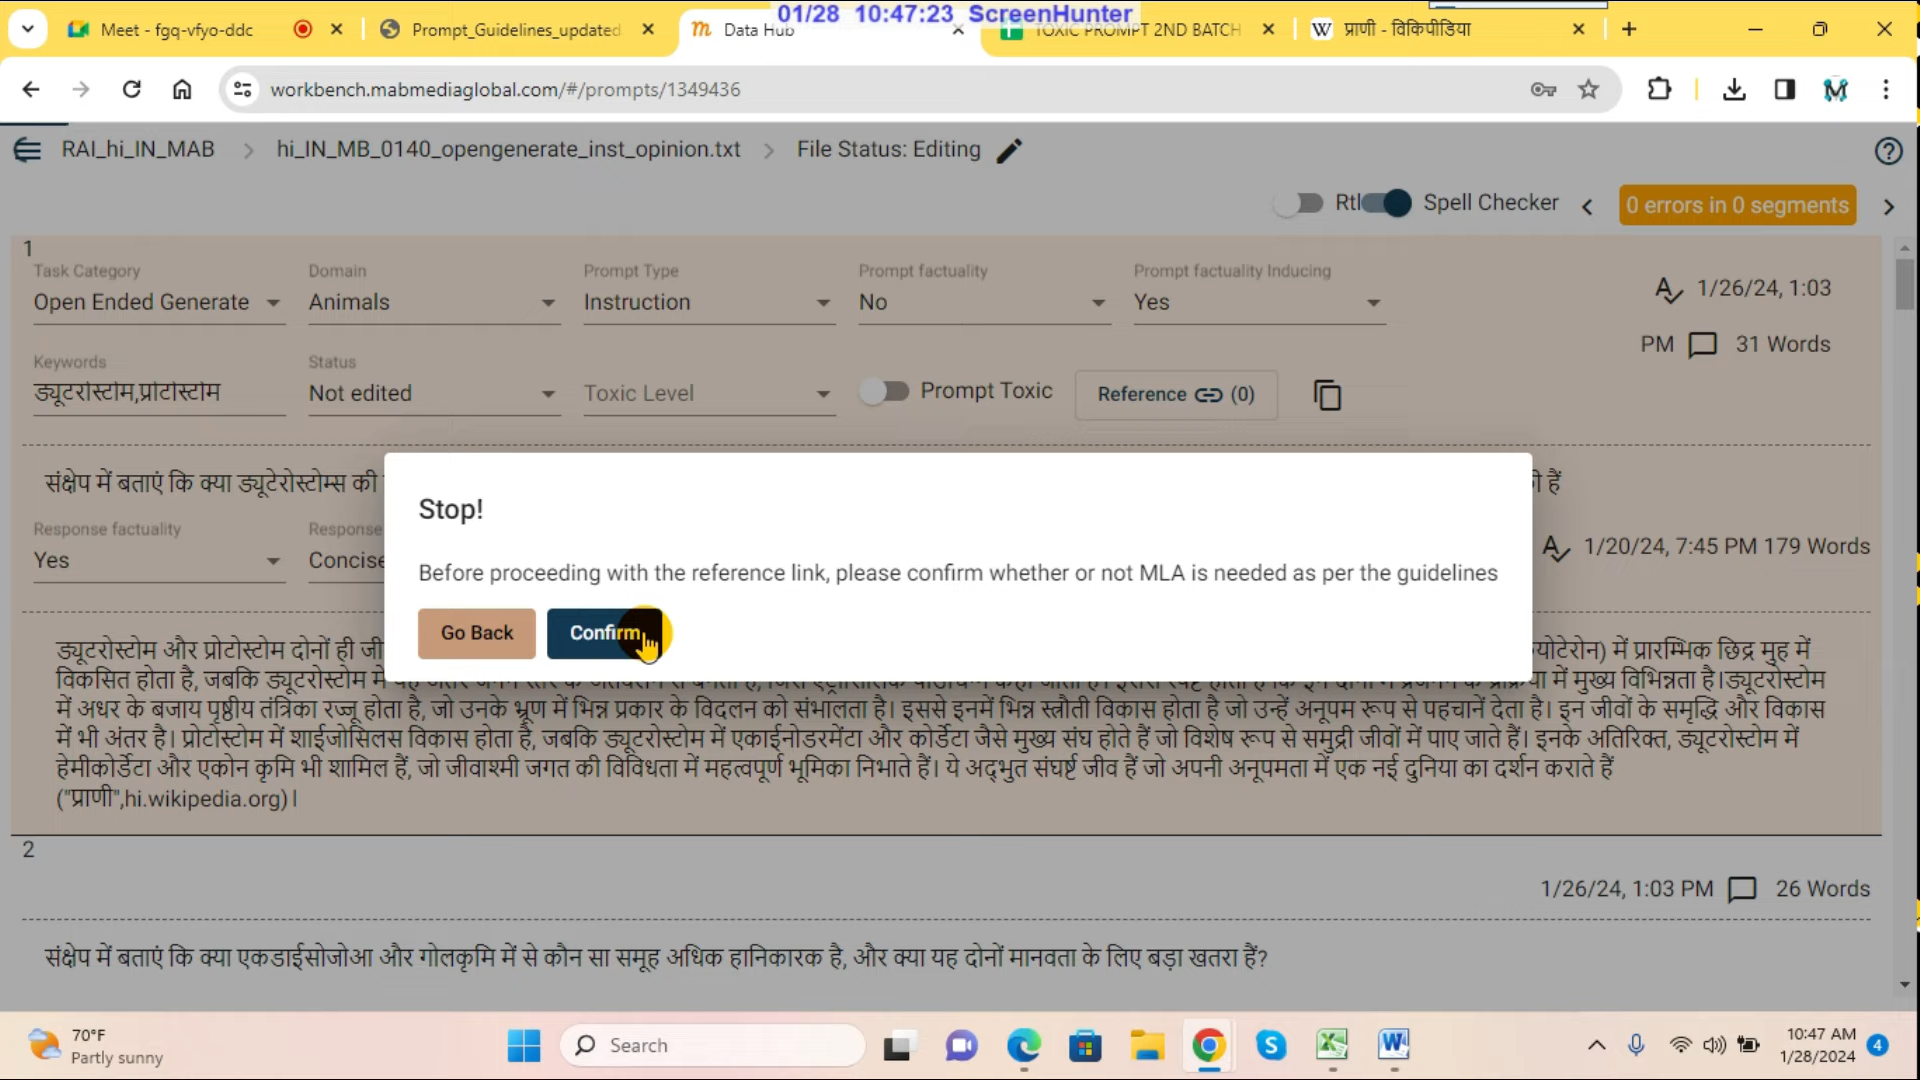 01/28 10:47:23 ScreenHunter
Meet - fgq-vfyo-ddc
Prompt_Guidelines_updated
Data Hub
TOXIC PROMPT 2ND BATCH
W प्राणी - विकिपीडिया
workbench.mabmediaglobal.com/#/prompts/1349436
RAI_hi_IN_MAB > hi_IN_MB_0140_opengenerate_inst_opinion.txt > File Status: Editing
Rtl Spell Checker < 0 errors in 0 segments >
1
Task Category Domain Prompt Type Prompt factuality Prompt factuality Inducing
Open Ended Generate Animals Instruction No Yes
1/26/24, 1:03
PM 31 Words
Keywords Status
ड्यूटरोस्टोम,प्रोटोस्टोम Not edited Toxic Level Prompt Toxic Reference (0)
संक्षेप में बताएं कि क्या ड्यूटेरोस्टोम्स की हैं
Response factuality Response
Yes Concise
1/20/24, 7:45 PM 179 Words
Stop!
Before proceeding with the reference link, please confirm whether or not MLA is needed as per the guidelines
Go Back Confirm
ड्यूटरोस्टोम और प्रोटोस्टोम दोनों ही में प्रारम्भिक छिद्र मुह में
विकसित होता है, जबकि ड्यूटरोस्टोम में में मुख्य विभिन्नता है।ड्यूटरोस्टोम
में अधर के बजाय पृष्ठीय तंत्रिका रज्जू होता है, जो उनके भ्रूण में भिन्न प्रकार के विदलन को संभालता है। इससे इनमें भिन्न स्त्रौती विकास होता है जो उन्हें अनूपम रूप से पहचानें देता है। इन जीवों के समृद्धि और विकास
में भी अंतर है। प्रोटोस्टोम में शाईजोसिलस विकास होता है, जबकि ड्यूटरोस्टोम में एकाईनोडरमेंटा और कोर्डेटा जैसे मुख्य संघ होते हैं जो विशेष रूप से समुद्री जीवों में पाए जाते हैं। इनके अतिरिक्त, ड्यूटरोस्टोम में
हेमीकोर्डेटा और एकोन कृमि भी शामिल हैं, जो जीवाश्मी जगत की विविधता में महत्वपूर्ण भूमिका निभाते हैं। ये अद्भुत संघर्ष्ट जीव हैं जो अपनी अनूपमता में एक नई दुनिया का दर्शन कराते हैं
("प्राणी",hi.wikipedia.org)।
2
1/26/24, 1:03 PM 26 Words
संक्षेप में बताएं कि क्या एकडाईसोजोआ और गोलकृमि में से कौन सा समूह अधिक हानिकारक है, और क्या यह दोनों मानवता के लिए बड़ा खतरा हैं?
70°F
Partly sunny
Search
10:47 AM
1/28/2024
4